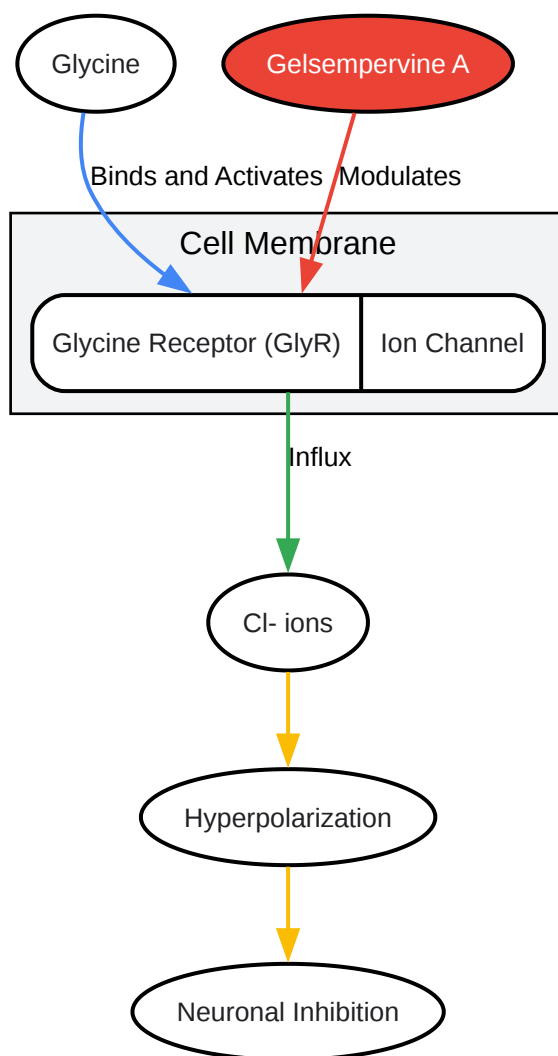 Glycine
Gelsempervine A
Binds and Activates
Modulates
Cell Membrane
Glycine Receptor (GlyR)
Ion Channel
Influx
Cl- ions
Hyperpolarization
Neuronal Inhibition